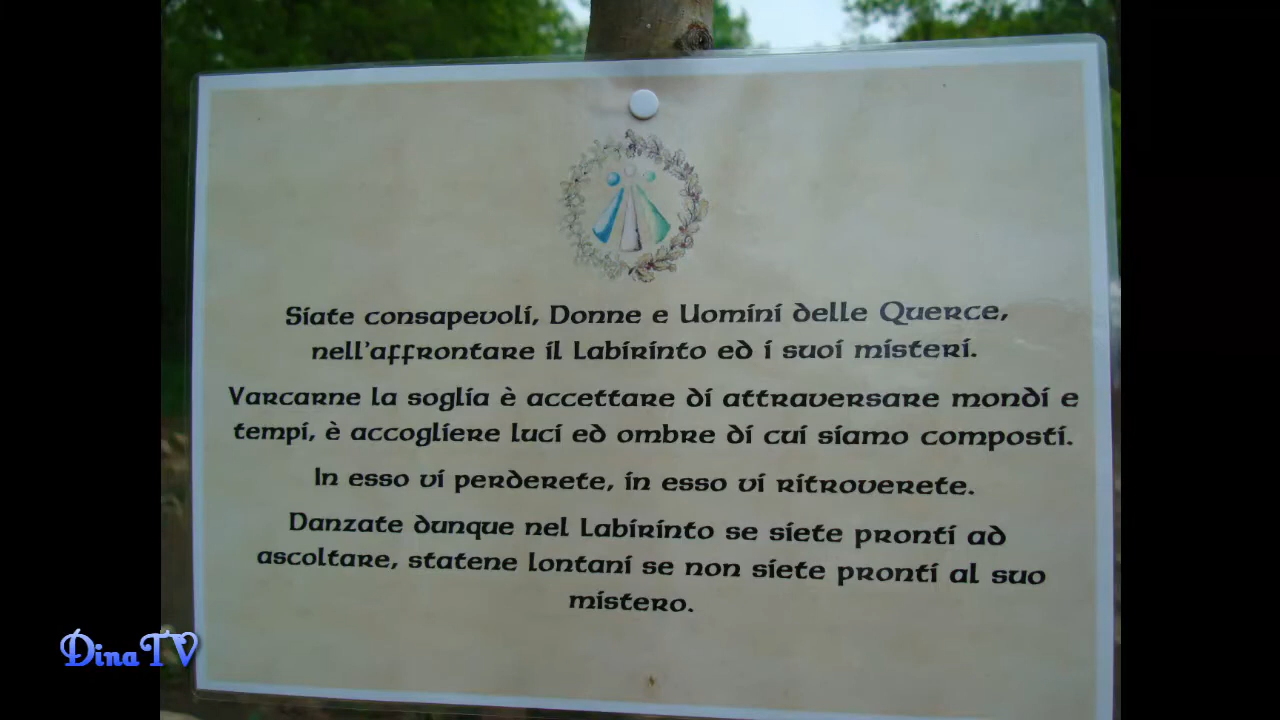 Siate consapevoli, Donne e Uomini delle Querce,
nell'affrontare il Labirinto ed i suoi misteri.
Varcarne la soglia è accettare di attraversare mondi e
tempi, è accogliere luci ed ombre di cui siamo composti.
In esso vi perderete, in esso vi ritroverete.
Danzate dunque nel Labirinto se siete pronti ad
ascoltare, statene lontani se non siete pronti al suo
mistero.
DinaTV